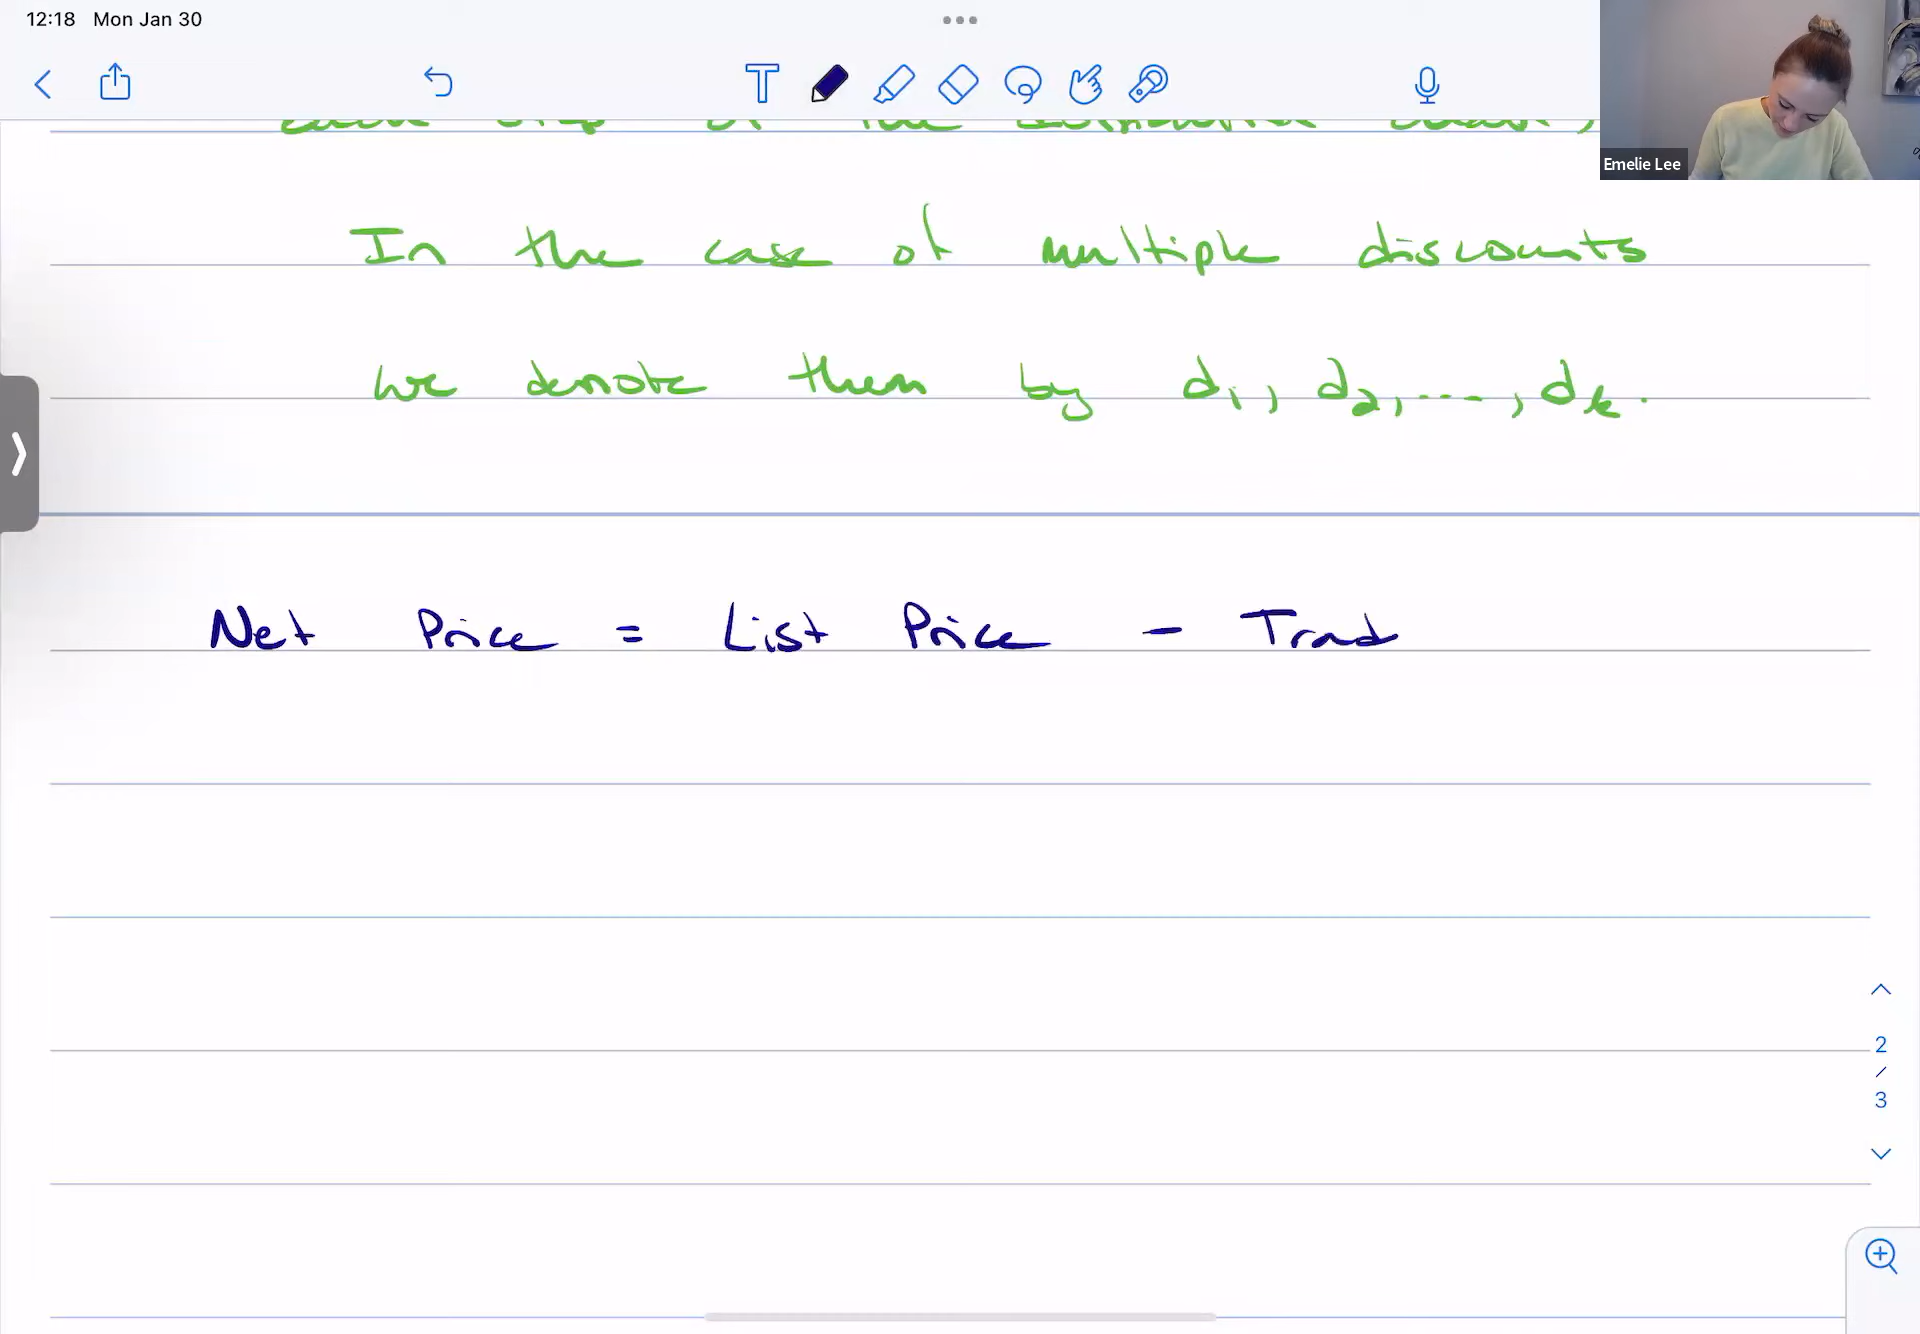 12:18 Mon Jan 30
T
Emelie Lee
In the case of multiple discounts
we denote them by d₁, d₂, ..., dₖ.
Net Price = List Price - Trad
2
/
3